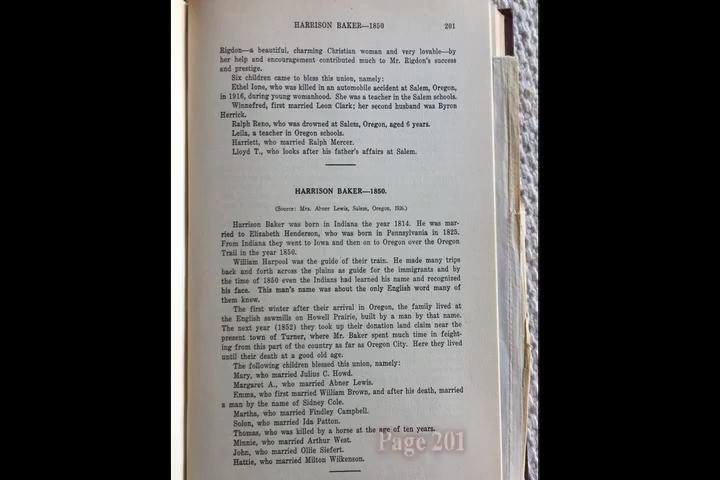 HARRISON BAKER—1850 201
Rigdon—a beautiful, charming Christian woman and very lovable—by
her help and encouragement contributed much to Mr. Rigdon's success
and prestige.
Six children came to bless this union, namely:
Ethel Ione, who was killed in an automobile accident at Salem, Oregon,
in 1916, during young womanhood. She was a teacher in the Salem schools.
Winnefred, first married Leon Clark; her second husband was Byron
Herrick.
Ralph Reno, who was drowned at Salem, Oregon, aged 6 years.
Leila, a teacher in Oregon schools.
Harriett, who married Ralph Mercer.
Lloyd T., who looks after his father's affairs at Salem.
HARRISON BAKER—1850.
(Source: Mrs. Abner Lewis, Salem, Oregon, 1926.)
Harrison Baker was born in Indiana the year 1814. He was mar-
ried to Elizabeth Henderson, who was born in Pennsylvania in 1825.
From Indiana they went to Iowa and then on to Oregon over the Oregon
Trail in the year 1850.
William Harpool was the guide of their train. He made many trips
back and forth across the plains as guide for the immigrants and by
the time of 1850 even the Indians had learned his name and recognized
his face. This man's name was about the only English word many of
them knew.
The first winter after their arrival in Oregon, the family lived at
the English sawmills on Howell Prairie, built by a man by that name.
The next year (1852) they took up their donation land claim near the
present town of Turner, where Mr. Baker spent much time in freight-
ing from this part of the country as far as Oregon City. Here they lived
until their death at a good old age.
The following children blessed this union, namely:
Mary, who married Julius C. Howd.
Margaret A., who married Abner Lewis.
Emma, who first married William Brown, and after his death, married
a man by the name of Sidney Cole.
Martha, who married Findley Campbell.
Solon, who married Ida Patton.
Thomas, who was killed by a horse at the age of ten years.
Minnie, who married Arthur West.
John, who married Ollie Siefert.
Hattie, who married Milton Wilkenson.
Page 201